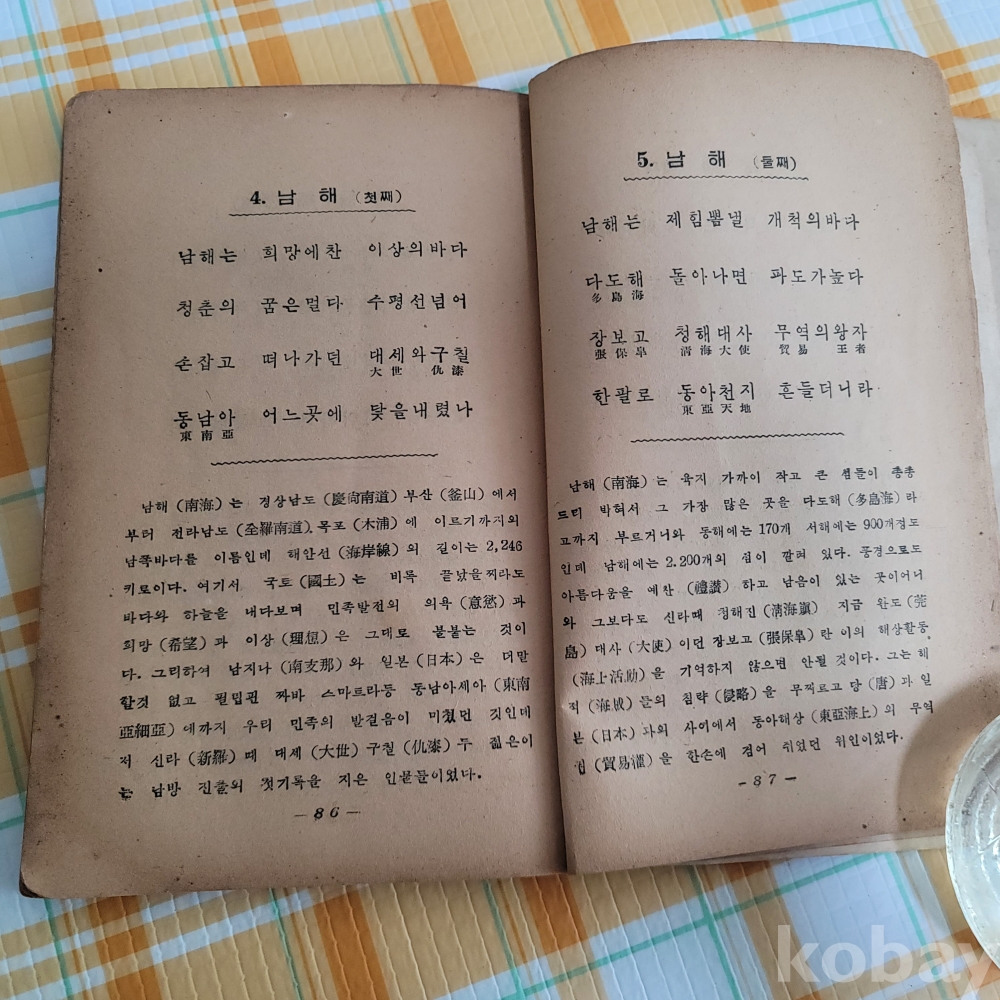 4. 남 해 (첫째)
남해는 희망에찬 이상의바다
청춘의 꿈은멀다 수평선넘어
손잡고 떠나가던 대세와구칠
大世 仇漆
동남아 어느곳에 닻을내렸나
東南亞
남해 (南海) 는 경상남도 (慶尙南道) 부산 (釜山) 에서
부터 전라남도 (全羅南道) 목포 (木浦) 에 이르기까지의
남쪽바다를 이름인데 해안선 (海岸線) 의 길이는 2,246
키로이다. 여기서 국토 (國土) 는 비록 끝났을찌라도
바다와 하늘을 내다보며 민족발전의 의욕 (意慾) 과
희망 (希望) 과 이상 (理想) 은 그대로 불붙는 것이
다. 그리하여 남지나 (南支那) 와 일본 (日本) 은 더말
할것 없고 필립핀 짜바 스마트라등 동남아세아 (東南
亞細亞) 데까지 우리 민족의 발걸음이 미쳤던 것인데
저 신라 (新羅) 때 대세 (大世) 구칠 (仇漆) 두 젊은이
는 남방 진출의 첫기록을 지은 인물들이었다.
— 86 —
5. 남 해 (둘째)
남해는 제힘뽐낼 개척의바다
다도해 돌아나면 파도가높다
多島海
장보고 청해대사 무역의왕자
張保皐 淸海大使 貿易 王者
한팔로 동아천지 흔들더니라
東亞天地
남해 (南海) 는 육지 가까이 작고 큰 섬들이 총총
드리 박혀서 그 가장 많은 곳을 다도해 (多島海) 라
고까지 부르거니와 동해에는 170개 서해에는 900개쯤
인데 남해에는 2.200개의 섬이 깔려 있다. 풍경으로도
아름다움을 예찬 (禮讚) 하고 남음이 있는 곳이어니
와 그보다도 신라때 청해진 (淸海鎭) 지금 완도 (莞
島) 대사 (大使) 이던 장보고 (張保皐) 란 이의 해상활동
(海上活動) 을 기억하지 않으면 안될 것이다. 그는 해
적 (海賊) 들의 침략 (侵略) 을 무찌르고 당 (唐) 과 일
본 (日本) 과의 사이에서 동아해상 (東亞海上) 의 무역
권 (貿易權) 을 한손에 걷어 쥐었던 위인이었다.
— 87 —
kobay